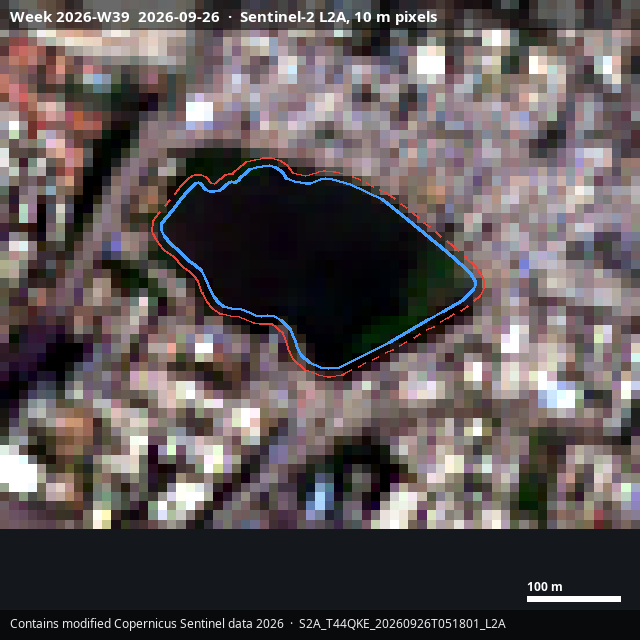 Week 2026-W39  2026-09-26  ·  Sentinel-2 L2A, 10 m pixels
100 m
Contains modified Copernicus Sentinel data 2026  ·  S2A_T44QKE_20260926T051801_L2A